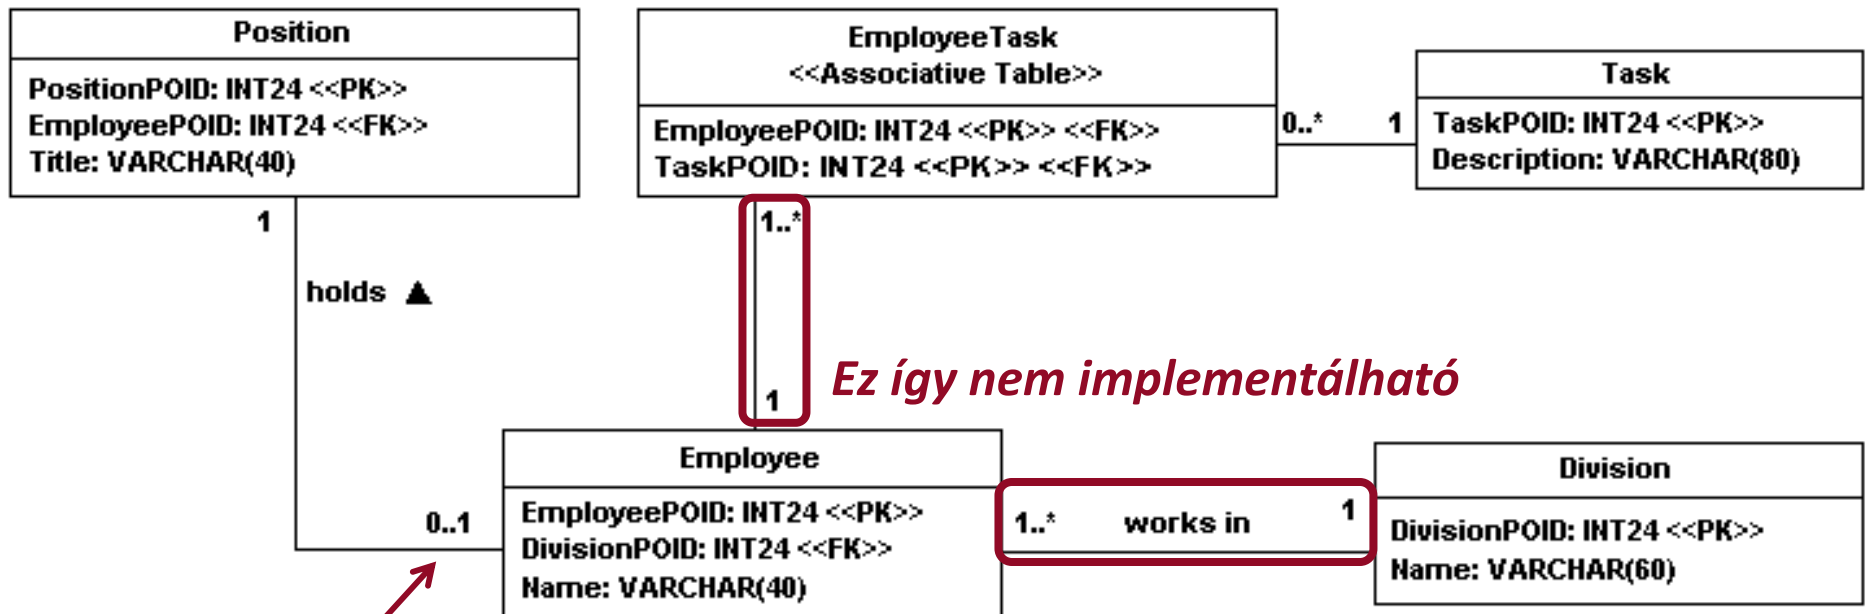 Position
PositionPOID: INT24 <<PK>>
EmployeePOID: INT24 <<FK>>
Title: VARCHAR(40)
EmployeeTask
<<Associative Table>>
EmployeePOID: INT24 <<PK>> <<FK>>
TaskPOID: INT24 <<PK>> <<FK>>
0..*
1
Task
TaskPOID: INT24 <<PK>>
Description: VARCHAR(80)
1
1..*
holds ▲
Ez így nem implementálható
1
0..1
Employee
EmployeePOID: INT24 <<PK>>
DivisionPOID: INT24 <<FK>>
Name: VARCHAR(40)
1..* works in 1
Division
DivisionPOID: INT24 <<PK>>
Name: VARCHAR(60)